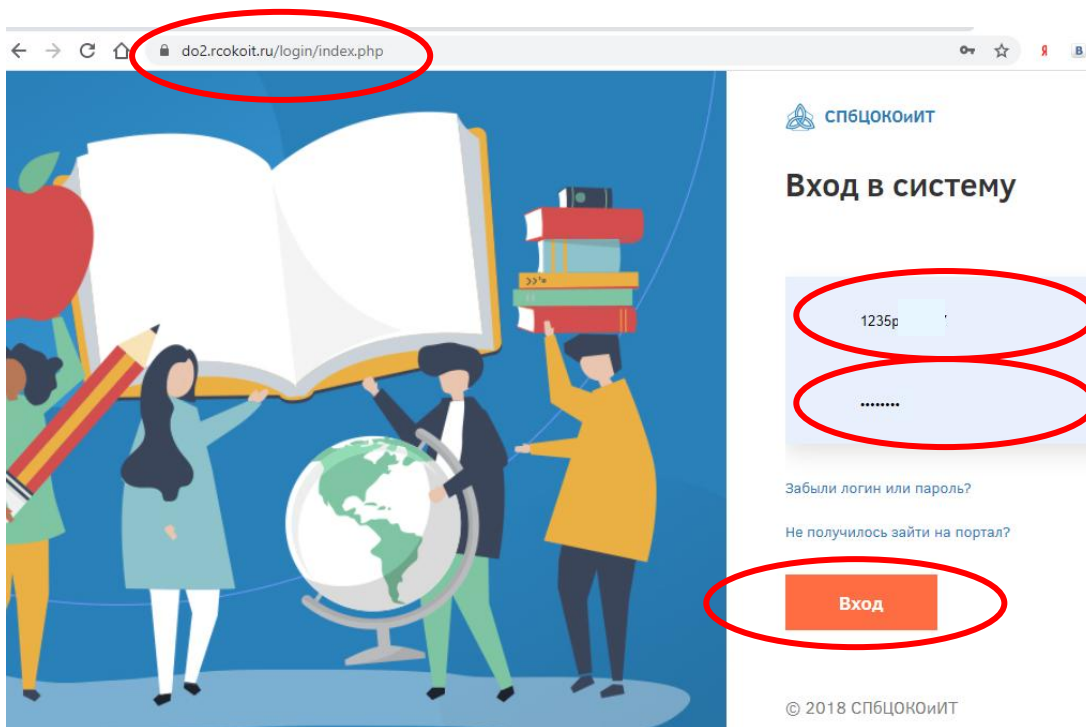 do2.rcokoit.ru/login/index.php
СПбЦОКОиИТ
Вход в систему
1235p
••••••••
Забыли логин или пароль?
Не получилось зайти на портал?
Вход
© 2018 СПбЦОКОиИТ